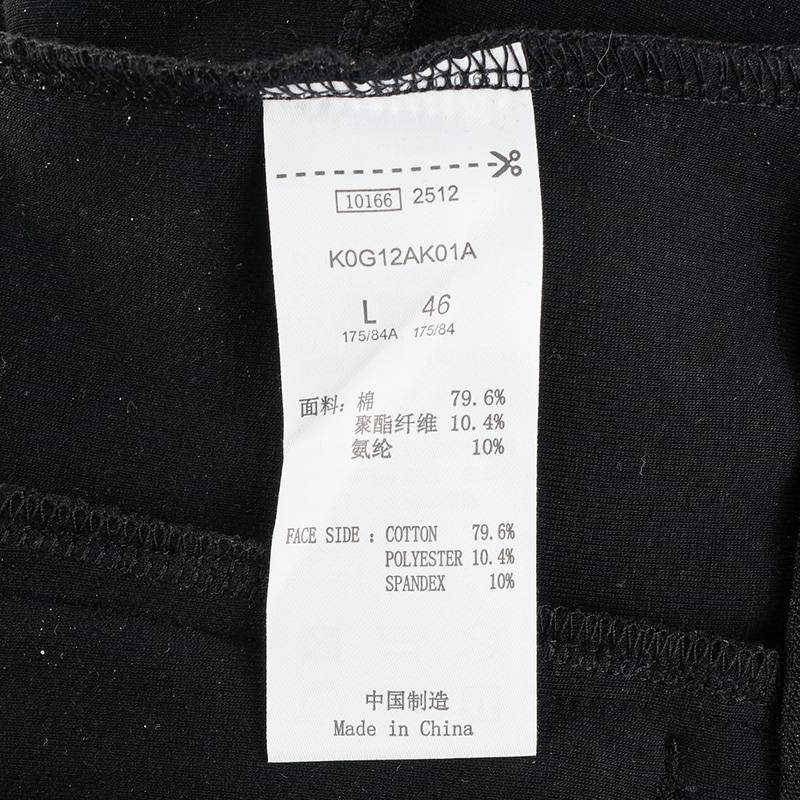 10166 2512
K0G12AK01A
L 46
175/84A 175/84
面料: 棉 79.6%
聚酯纤维 10.4%
氨纶 10%
FACE SIDE : COTTON 79.6%
POLYESTER 10.4%
SPANDEX 10%
中国制造
Made in China